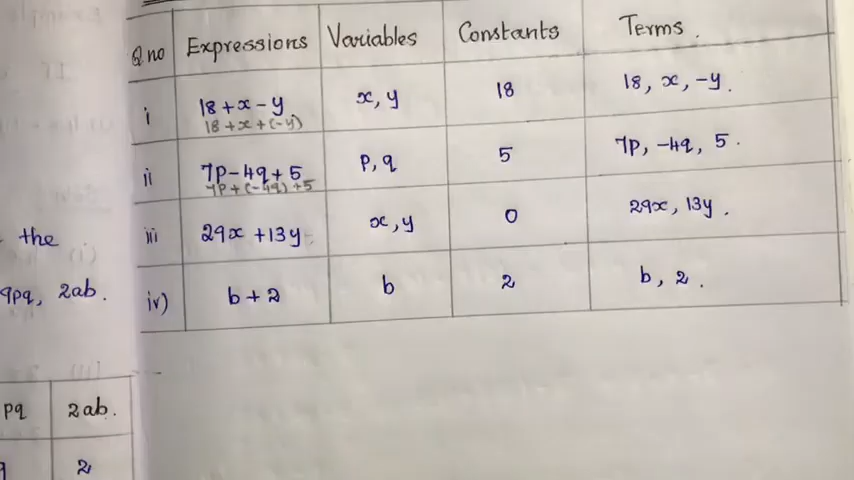 Q.no Expressions Variables Constants Terms.
i 18 + x - y x, y 18 18, x, -y.
18 + x + (-y)
ii 7p - 4q + 5 p, q 5 7p, -4q, 5.
7p + (-4q) + 5
iii 29x + 13y x, y 0 29x, 13y.
iv) b + 2 b 2 b, 2.
the
9pq, 2ab.
pq 2ab.
2